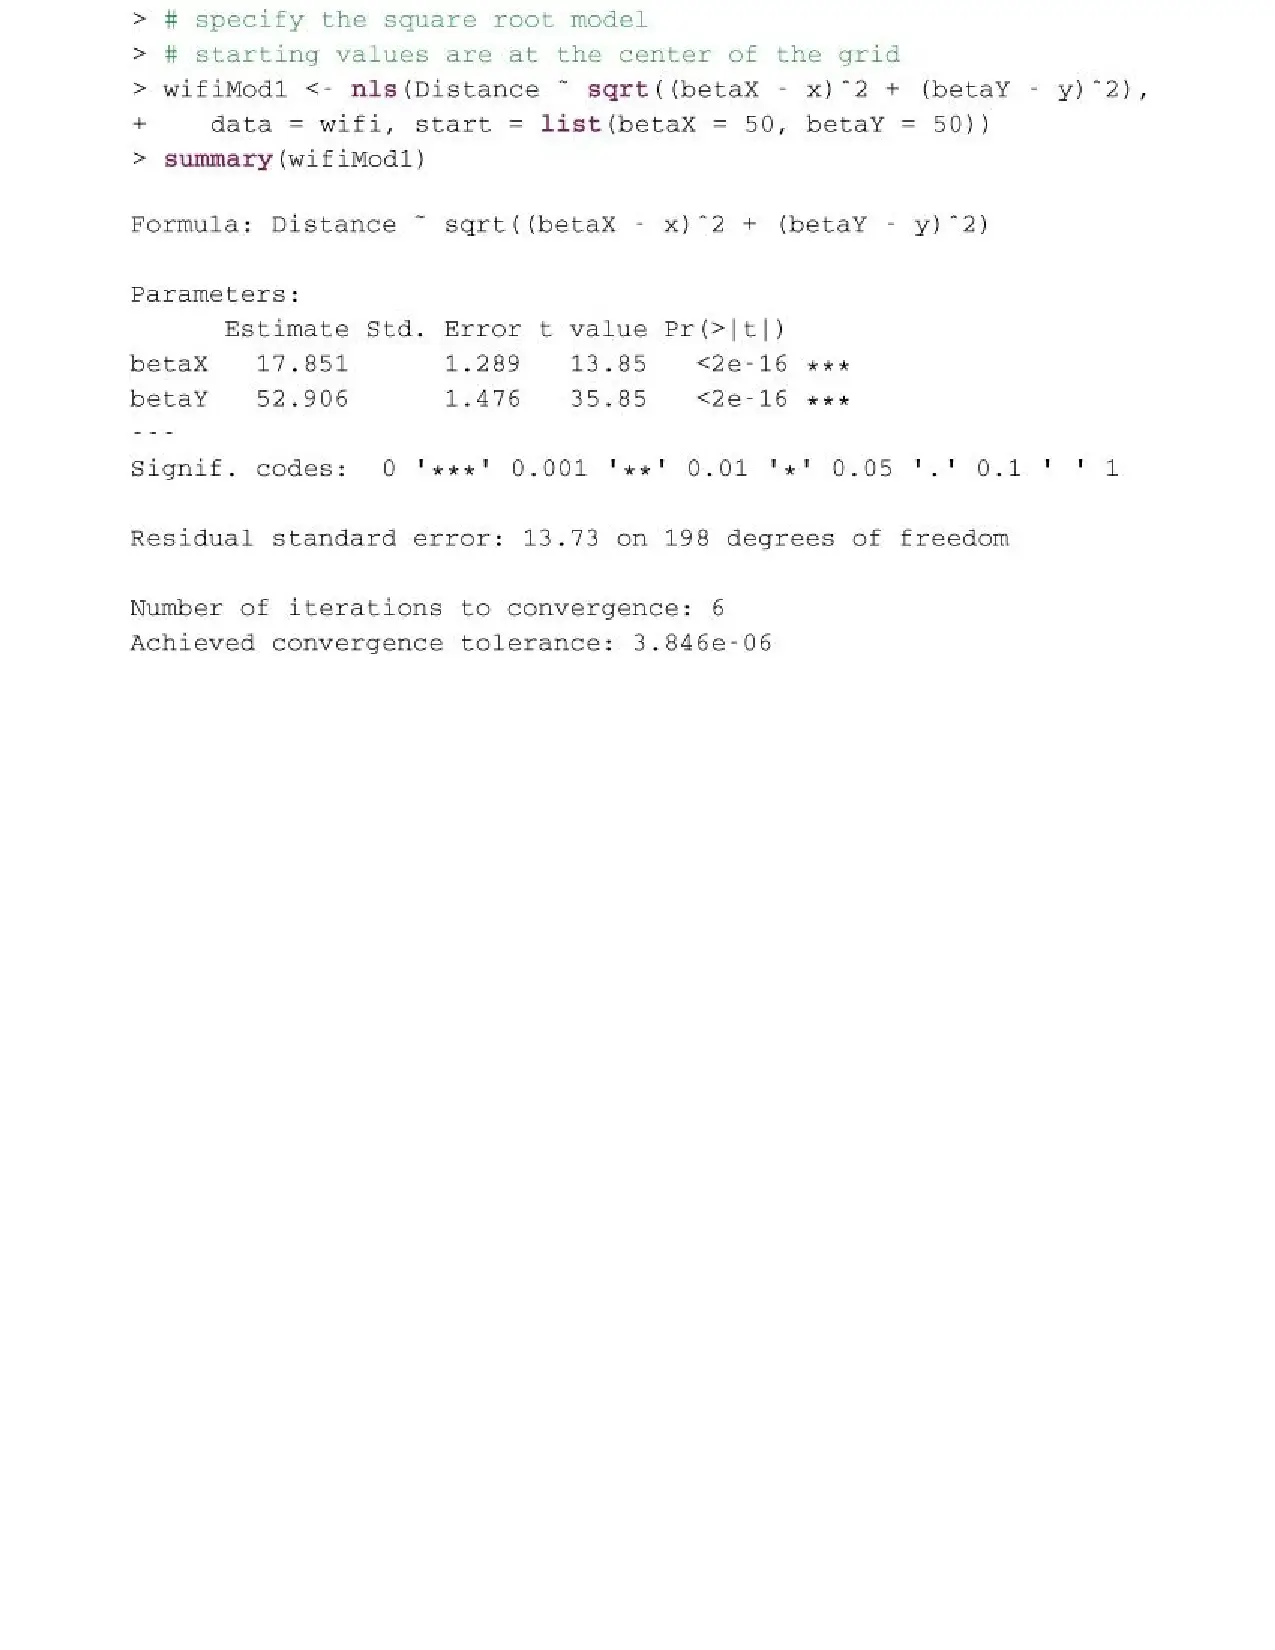 > # specify the square root model
> # starting values are at the center of the grid
> wifiMod1 <- nls(Distance ~ sqrt((betaX - x)^2 + (betaY - y)^2),
+    data = wifi, start = list(betaX = 50, betaY = 50))
> summary(wifiMod1)
Formula: Distance ~ sqrt((betaX - x)^2 + (betaY - y)^2)
Parameters:
      Estimate Std. Error t value Pr(>|t|)
betaX   17.851      1.289   13.85   <2e-16 ***
betaY   52.906      1.476   35.85   <2e-16 ***
---
Signif. codes:  0 '***' 0.001 '**' 0.01 '*' 0.05 '.' 0.1 ' ' 1
Residual standard error: 13.73 on 198 degrees of freedom
Number of iterations to convergence: 6
Achieved convergence tolerance: 3.846e-06